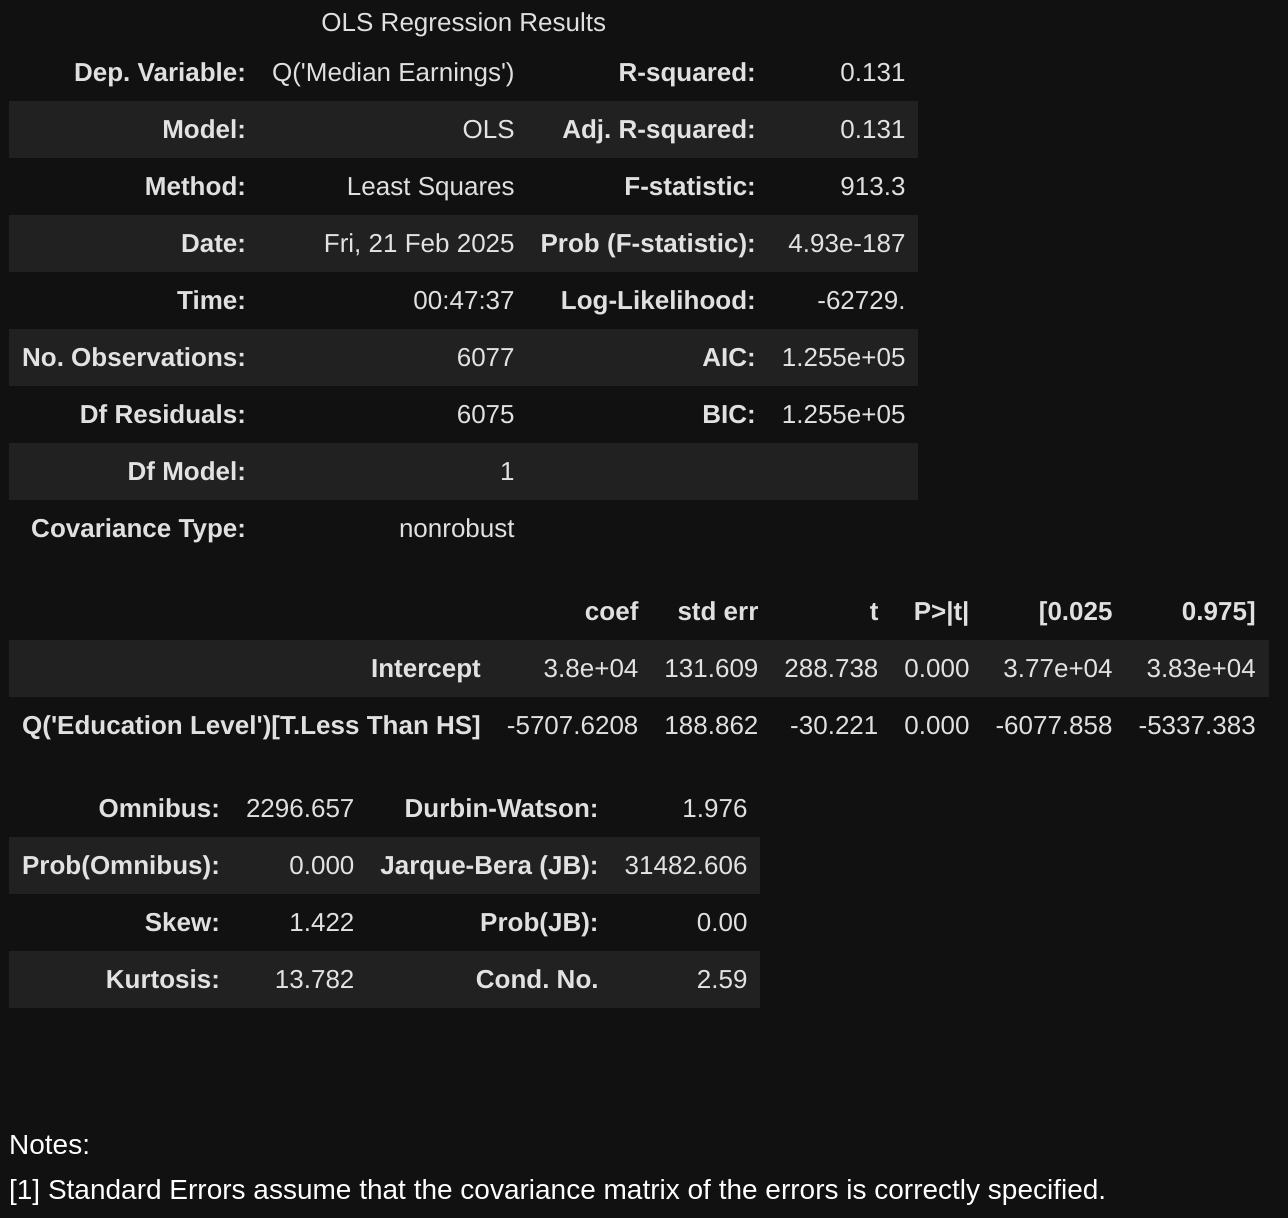 OLS Regression Results
Dep. Variable: Q('Median Earnings') R-squared: 0.131
Model: OLS Adj. R-squared: 0.131
Method: Least Squares F-statistic: 913.3
Date: Fri, 21 Feb 2025 Prob (F-statistic): 4.93e-187
Time: 00:47:37 Log-Likelihood: -62729.
No. Observations: 6077 AIC: 1.255e+05
Df Residuals: 6075 BIC: 1.255e+05
Df Model: 1
Covariance Type: nonrobust
coef std err t P>|t| [0.025 0.975]
Intercept 3.8e+04 131.609 288.738 0.000 3.77e+04 3.83e+04
Q('Education Level')[T.Less Than HS] -5707.6208 188.862 -30.221 0.000 -6077.858 -5337.383
Omnibus: 2296.657 Durbin-Watson: 1.976
Prob(Omnibus): 0.000 Jarque-Bera (JB): 31482.606
Skew: 1.422 Prob(JB): 0.00
Kurtosis: 13.782 Cond. No. 2.59
Notes:
[1] Standard Errors assume that the covariance matrix of the errors is correctly specified.